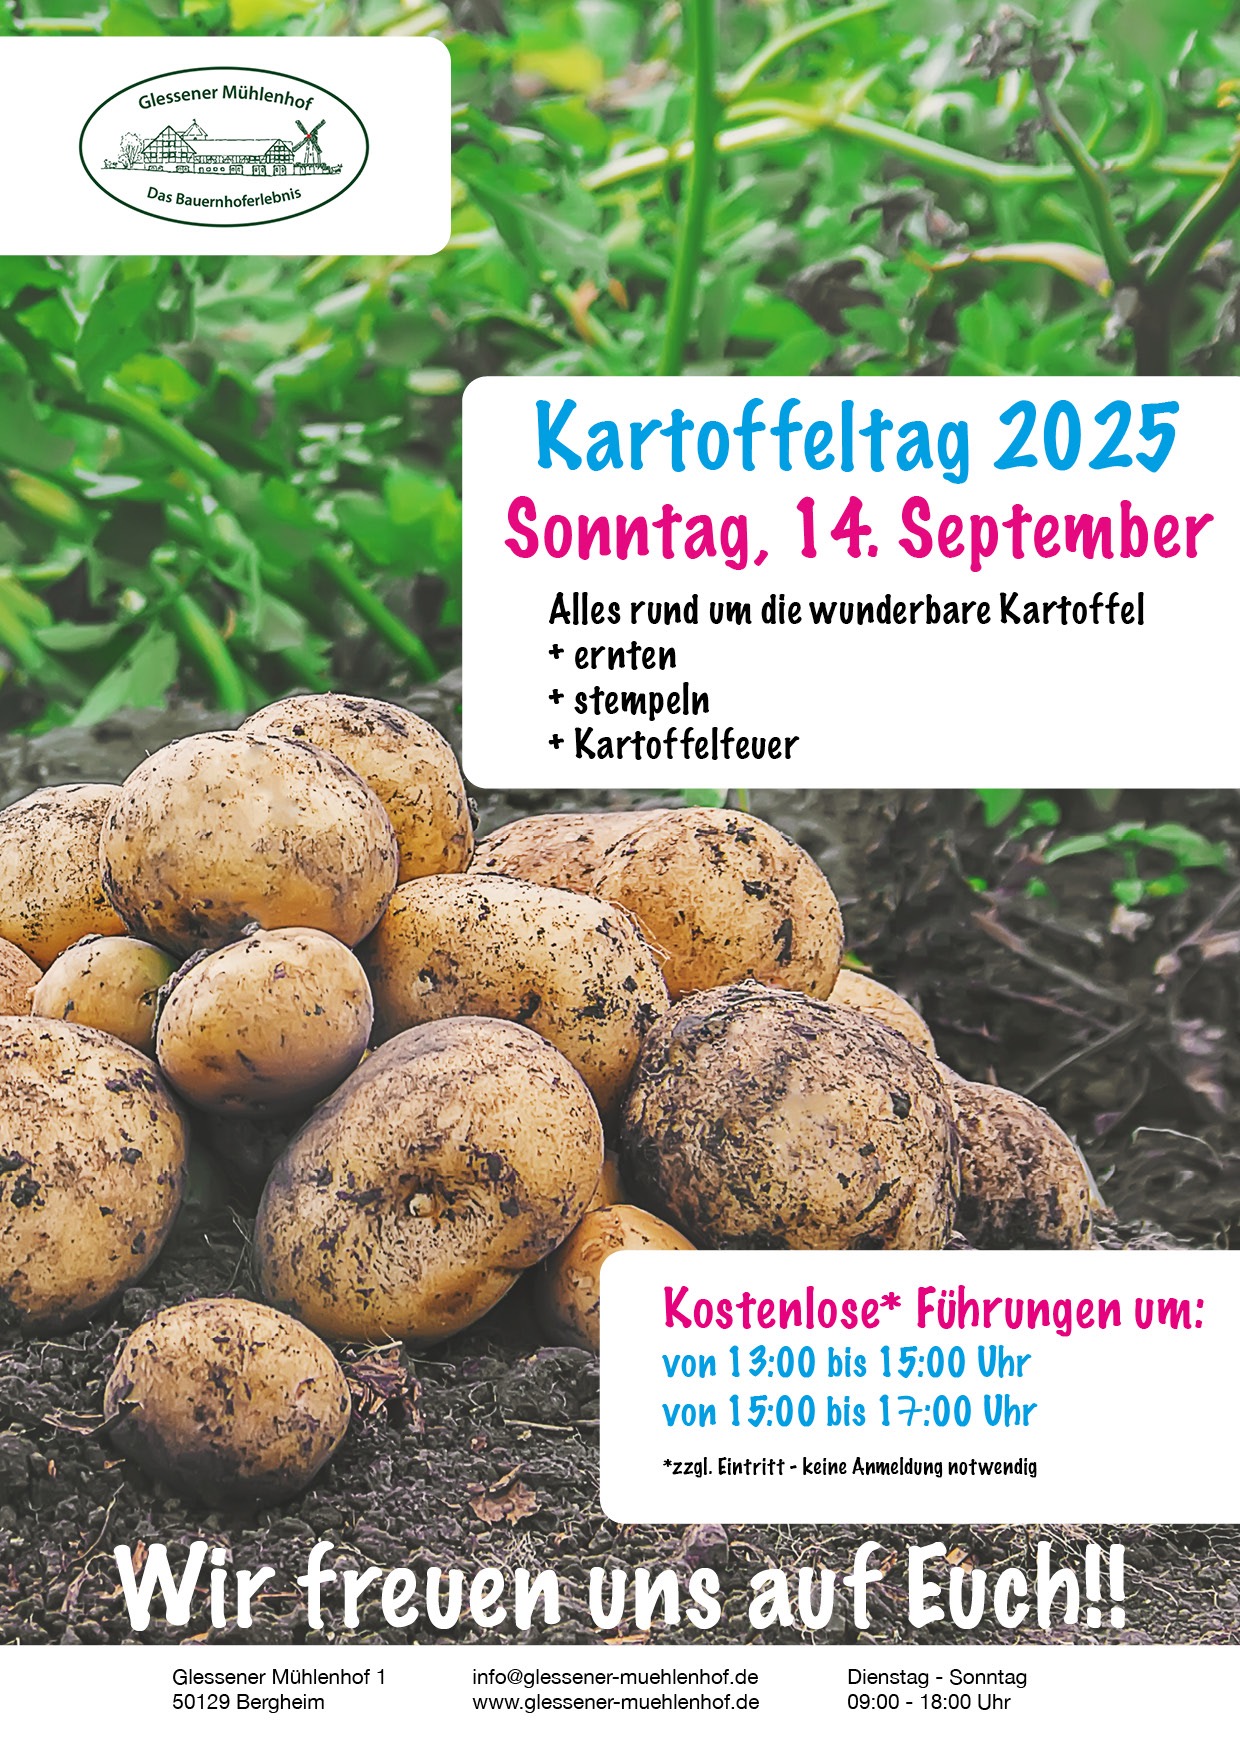 Glessener Mühlenhof
Das Bauernhoferlebnis
Kartoffeltag 2025
Sonntag, 14. September
Alles rund um die wunderbare Kartoffel
+ ernten
+ stempeln
+ Kartoffelfeuer
Kostenlose* Führungen um:
von 13:00 bis 15:00 Uhr
von 15:00 bis 17:00 Uhr
*zzgl. Eintritt - keine Anmeldung notwendig
Wir freuen uns auf Euch!!
Glessener Mühlenhof 1
50129 Bergheim
info@glessener-muehlenhof.de
www.glessener-muehlenhof.de
Dienstag - Sonntag
09:00 - 18:00 Uhr